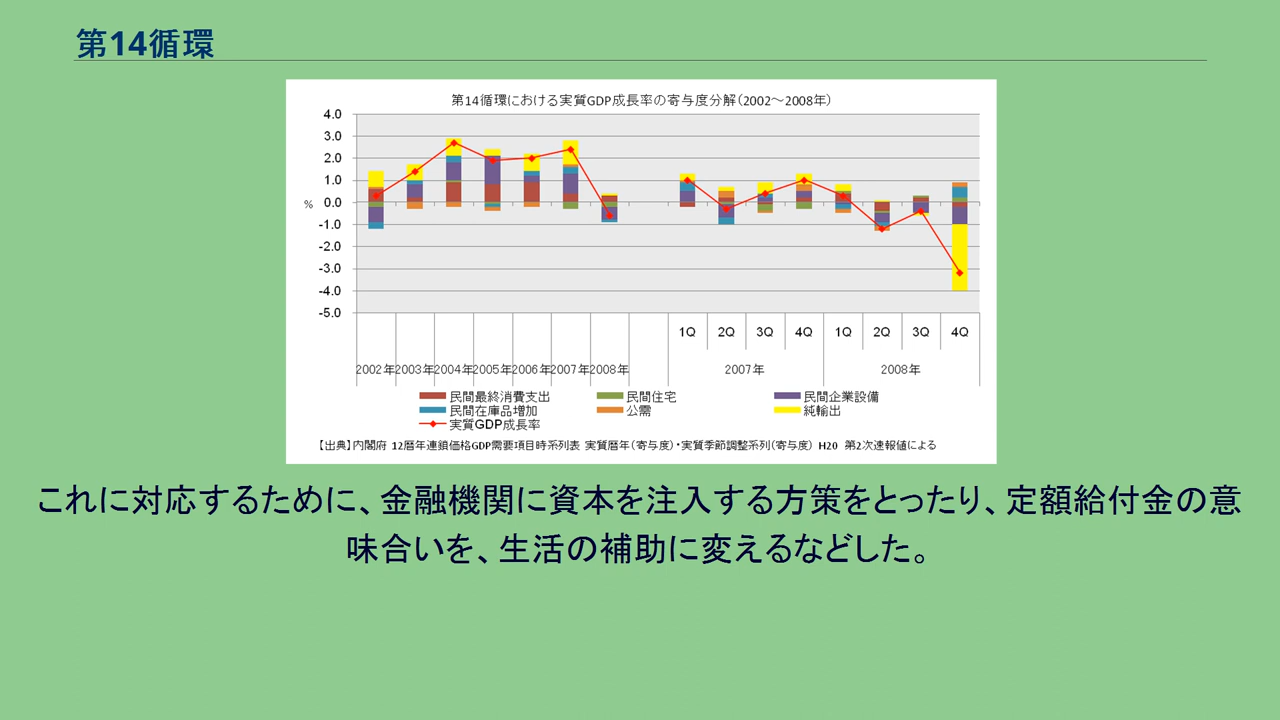 第14循環
第14循環における実質GDP成長率の寄与度分解(2002～2008年)
4.0
3.0
2.0
1.0
0.0
-1.0
-2.0
-3.0
-4.0
-5.0
%
1Q 2Q 3Q 4Q 1Q 2Q 3Q 4Q
2002年 2003年 2004年 2005年 2006年 2007年 2008年 2007年 2008年
民間最終消費支出 民間住宅 民間企業設備
民間在庫品増加 公需 純輸出
実質GDP成長率
【出典】内閣府 12暦年連鎖価格GDP需要項目時系列表 実質暦年(寄与度)・実質季節調整系列(寄与度) H20 第2次速報値による
これに対応するために、金融機関に資本を注入する方策をとったり、定額給付金の意
味合いを、生活の補助に変えるなどした。